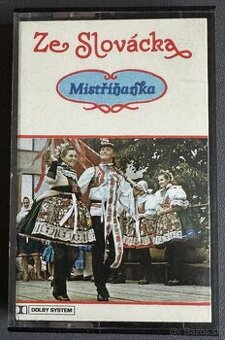 Ze Slovácka
Mistříňanka
DOLBY SYSTEM